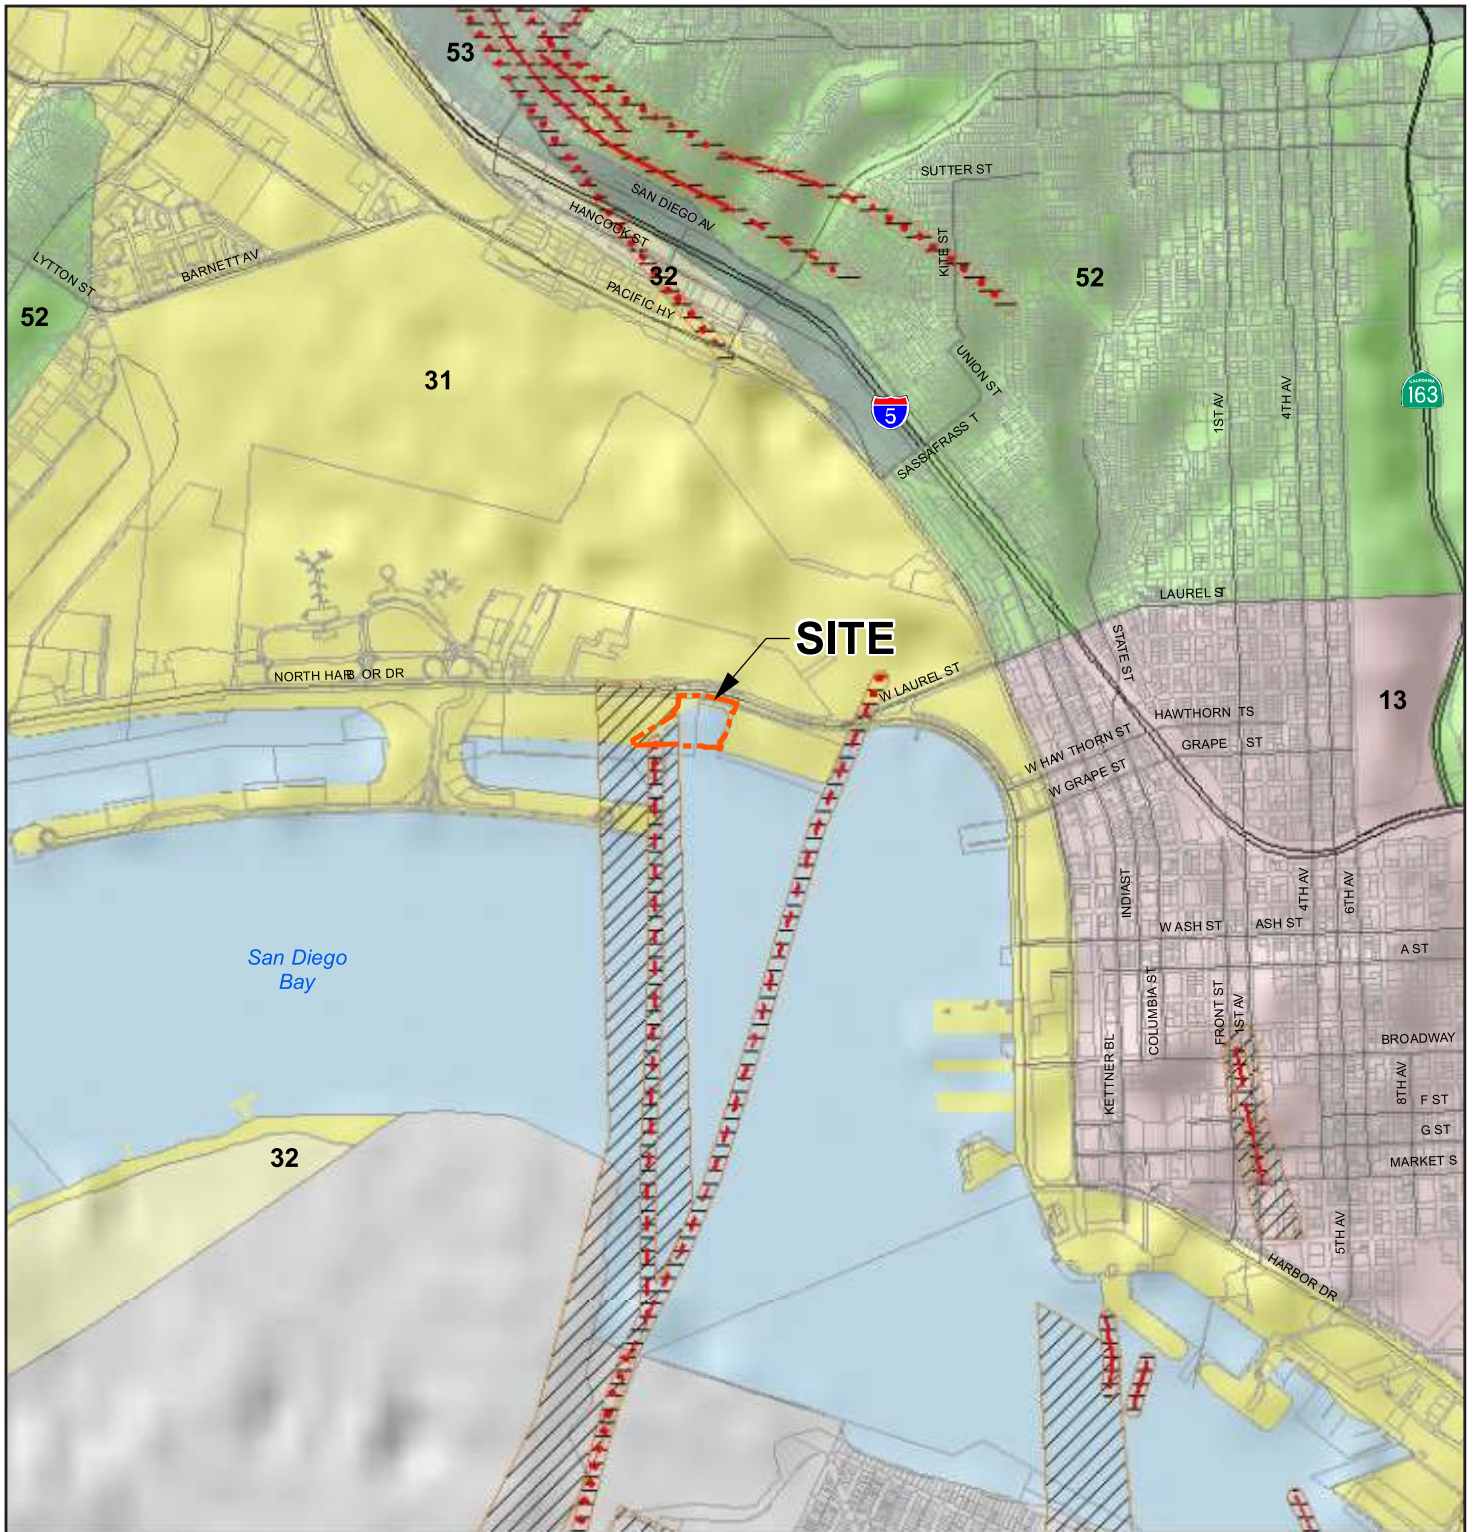 53
SUTTER ST
SAN DIEGO AV
HANCOCK ST
KITE ST
LYTTON ST
BARNETT AV
32
52
PACIFIC HY
52
31
UNION ST
1ST AV
4TH AV
CALIFORNIA
163
5
SASSAFRASS T
LAUREL S T
SITE
STATE ST
NORTH HAR B OR DR
W LAUREL ST
13
HAWTHORN TS
W HAW THORN ST
GRAPE ST
W GRAPE ST
INDIA ST
4TH AV
6TH AV
W ASH ST
ASH ST
A ST
San Diego
Bay
COLUMBIA ST
FRONT ST
1ST AV
BROADWAY
KETTNER BL
8TH AV
F ST
G ST
32
MARKET S
5TH AV
HARBOR DR